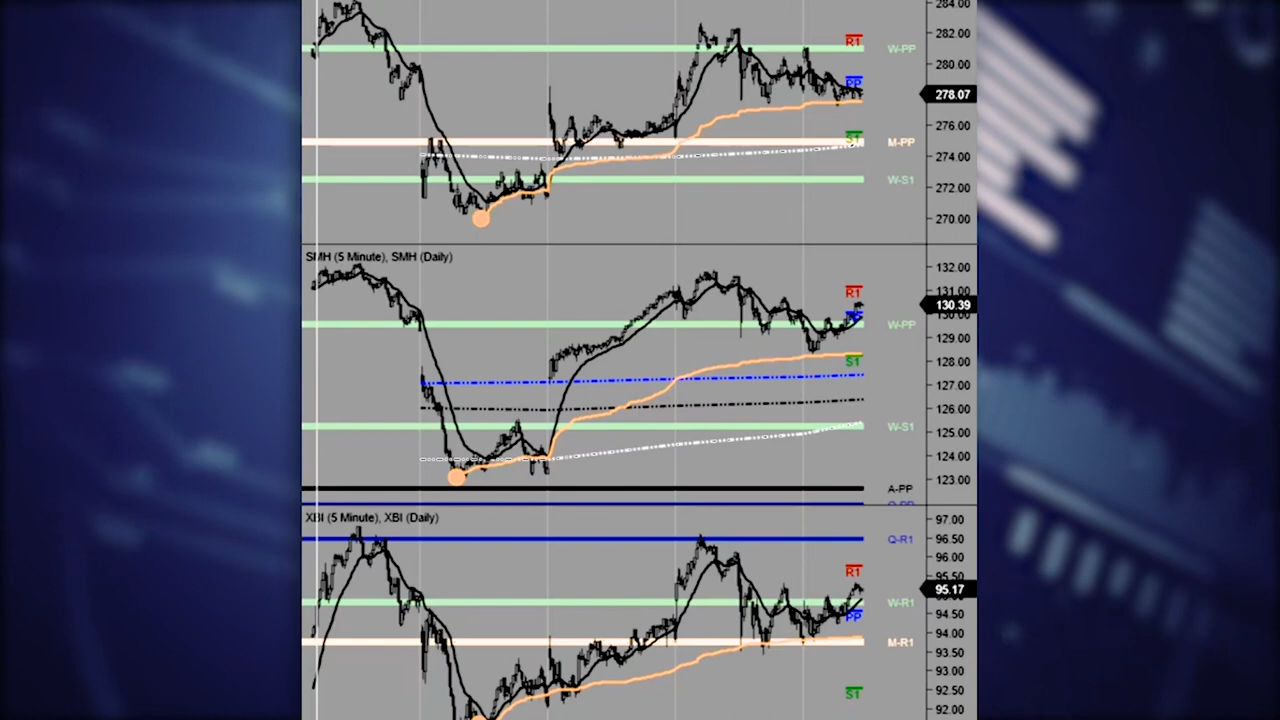 284.00
282.00
R1
W-PP
280.00
PP
278.07
276.00
S1
M-PP
274.00
W-S1
272.00
270.00
SMH (5 Minute), SMH (Daily)
132.00
R1
131.00
130.39
130.00
W-PP
129.00
S1
128.00
127.00
126.00
W-S1
125.00
124.00
123.00
A-PP
XBI (5 Minute), XBI (Daily)
97.00
Q-R1
96.50
96.00
R1
95.50
95.17
W-R1
94.50
PP
94.00
M-R1
93.50
93.00
S1
92.50
92.00